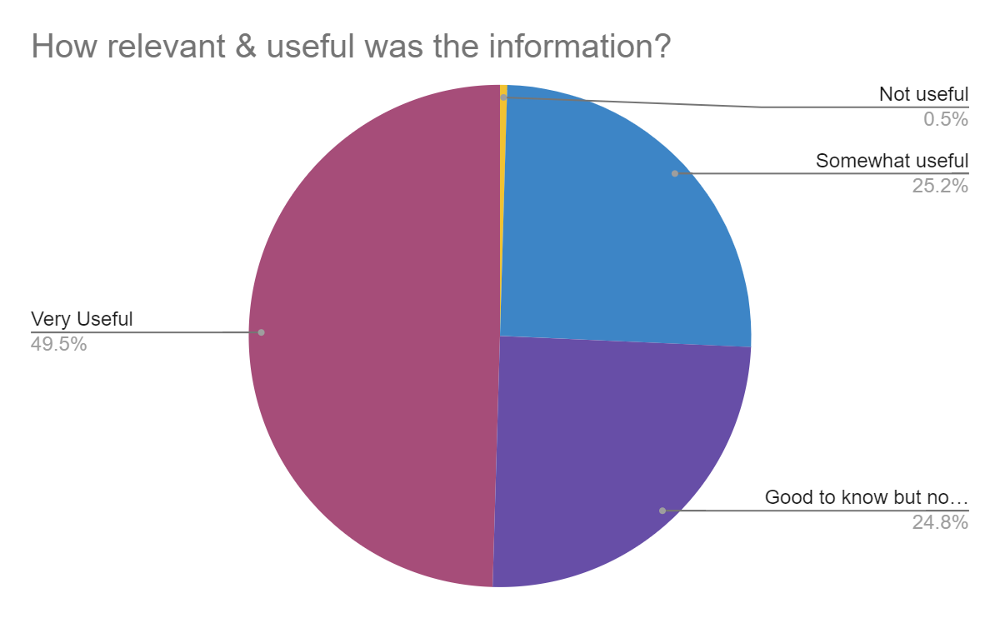 How relevant & useful was the information?
Not useful
0.5%
Somewhat useful
25.2%
Very Useful
49.5%
Good to know but no…
24.8%